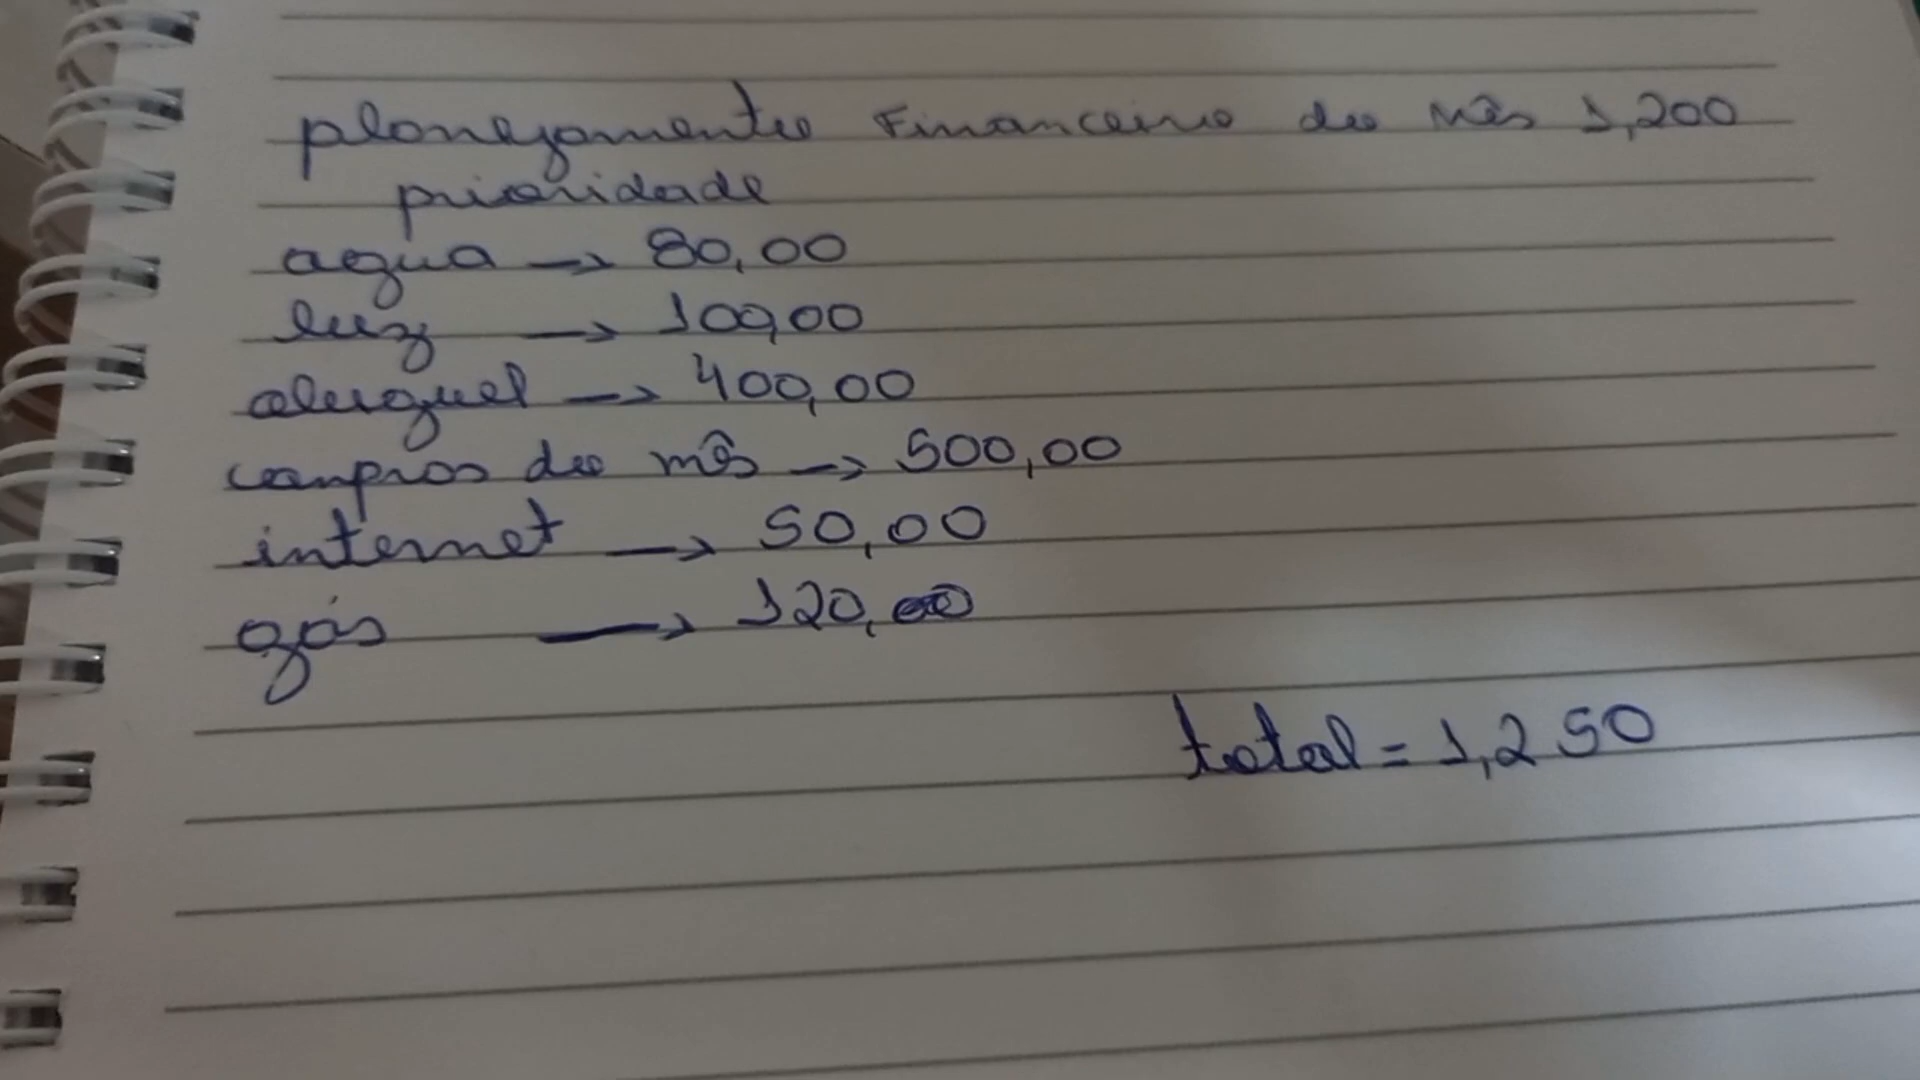 planejamento Financeiro do Mês 1,200
prioridade
agua → 80,00
luz → 100,00
aluguel → 400,00
compras do mês → 500,00
internet → 50,00
gás → 120,00
total = 1,250